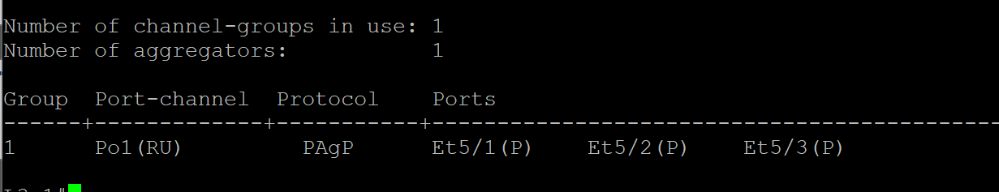 Number of channel-groups in use: 1
Number of aggregators:           1
Group  Port-channel  Protocol    Ports
------+-------------+-----------+-----------------------------------------------
1      Po1(RU)         PAgP      Et5/1(P)    Et5/2(P)    Et5/3(P)